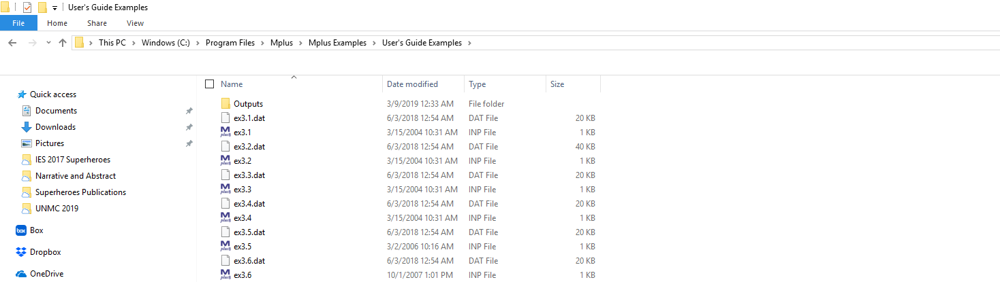 User's Guide Examples
File Home Share View
This PC Windows (C:) Program Files Mplus Mplus Examples User's Guide Examples
Name Date modified Type Size
Quick access
Documents
Downloads
Pictures
IES 2017 Superheroes
Narrative and Abstract
Superheroes Publications
UNMC 2019
Box
Dropbox
OneDrive
Outputs 3/9/2019 12:33 AM File folder
ex3.1.dat 6/3/2018 12:54 AM DAT File 20 KB
ex3.1 3/15/2004 10:31 AM INP File 1 KB
ex3.2.dat 6/3/2018 12:54 AM DAT File 40 KB
ex3.2 3/15/2004 10:31 AM INP File 1 KB
ex3.3.dat 6/3/2018 12:54 AM DAT File 20 KB
ex3.3 3/15/2004 10:31 AM INP File 1 KB
ex3.4.dat 6/3/2018 12:54 AM DAT File 20 KB
ex3.4 3/15/2004 10:31 AM INP File 1 KB
ex3.5.dat 6/3/2018 12:54 AM DAT File 20 KB
ex3.5 3/2/2006 10:16 AM INP File 1 KB
ex3.6.dat 6/3/2018 12:54 AM DAT File 20 KB
ex3.6 10/1/2007 1:01 PM INP File 1 KB